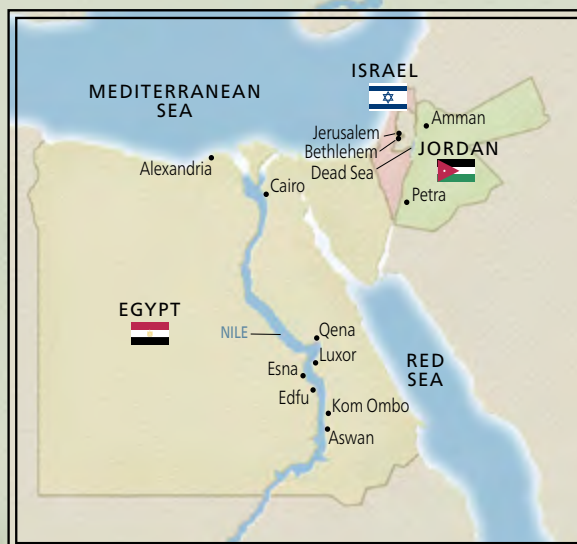 ISRAEL
MEDITERRANEAN
SEA
Amman
Jerusalem
Bethlehem
JORDAN
Alexandria
Dead Sea
Cairo
Petra
EGYPT
NILE
Qena
Luxor
RED
SEA
Esna
Edfu
Kom Ombo
Aswan